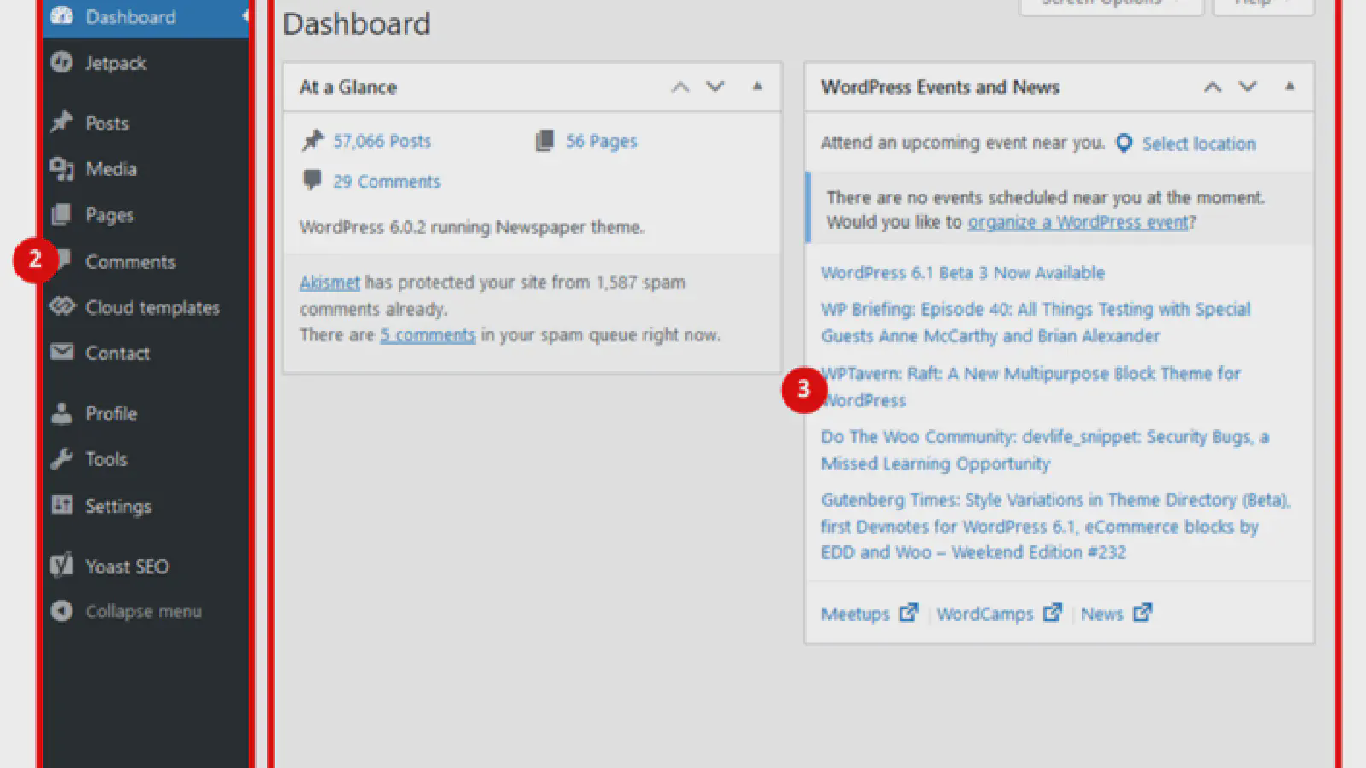 Dashboard
Jetpack
Posts
Media
Pages
2
Comments
Cloud templates
Contact
Profile
Tools
Settings
Yoast SEO
Collapse menu
Screen Options
Help
Dashboard
At a Glance
57,066 Posts
56 Pages
29 Comments
WordPress 6.0.2 running Newspaper theme.
Akismet has protected your site from 1,587 spam
comments already.
There are 5 comments in your spam queue right now.
3
WordPress Events and News
Attend an upcoming event near you. Select location
There are no events scheduled near you at the moment.
Would you like to organize a WordPress event?
WordPress 6.1 Beta 3 Now Available
WP Briefing: Episode 40: All Things Testing with Special
Guests Anne McCarthy and Brian Alexander
WPTavern: Raft: A New Multipurpose Block Theme for
WordPress
Do The Woo Community: devlife_snippet: Security Bugs, a
Missed Learning Opportunity
Gutenberg Times: Style Variations in Theme Directory (Beta),
first Devnotes for WordPress 6.1, eCommerce blocks by
EDD and Woo – Weekend Edition #232
Meetups | WordCamps | News